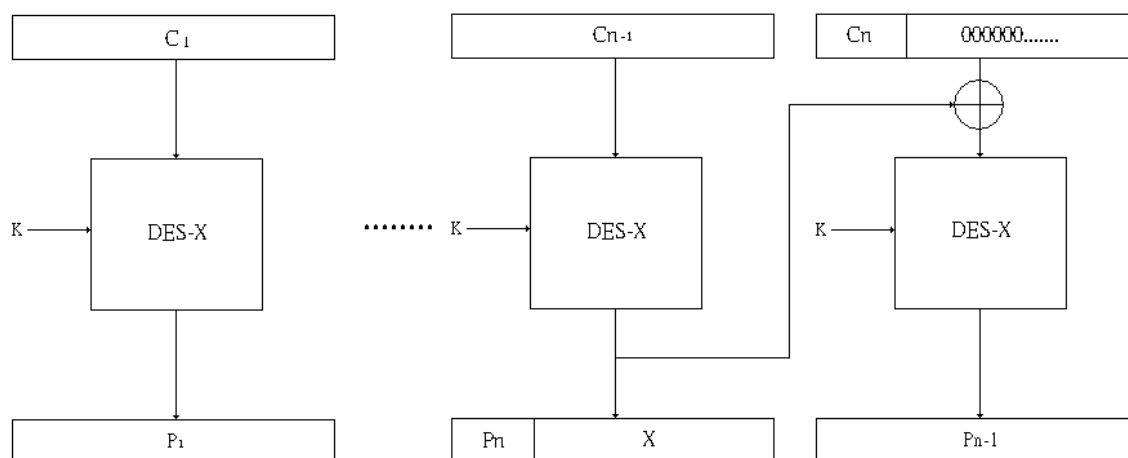 C1 Cn-1 Cn 000000.......
K DES-X ........ K DES-X K DES-X
P1 Pn X Pn-1